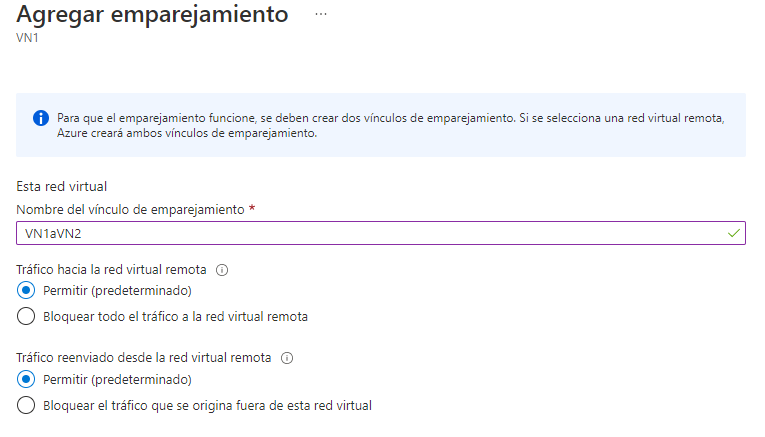 Agregar emparejamiento ...
VN1
Para que el emparejamiento funcione, se deben crear dos vínculos de emparejamiento. Si se selecciona una red virtual remota,
Azure creará ambos vínculos de emparejamiento.
Esta red virtual
Nombre del vínculo de emparejamiento *
VN1aVN2
Tráfico hacia la red virtual remota
Permitir (predeterminado)
Bloquear todo el tráfico a la red virtual remota
Tráfico reenviado desde la red virtual remota
Permitir (predeterminado)
Bloquear el tráfico que se origina fuera de esta red virtual